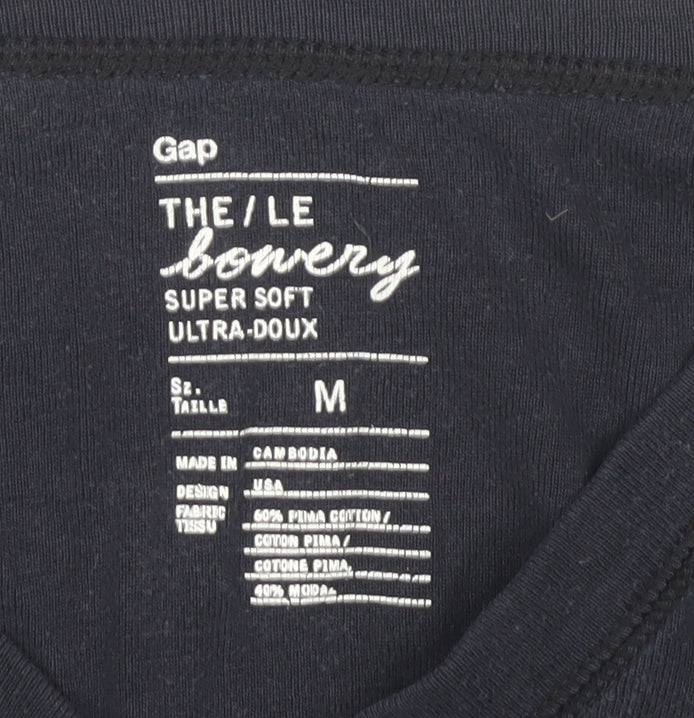 Gap
THE / LE
bowery
SUPER SOFT
ULTRA-DOUX
Sz.
TAILLE
M
MADE IN CAMBODIA
DESIGN USA
FABRIC
TISSU
60% PIMA COTTON /
COTON PIMA /
COTONE PIMA,
40% MODAL